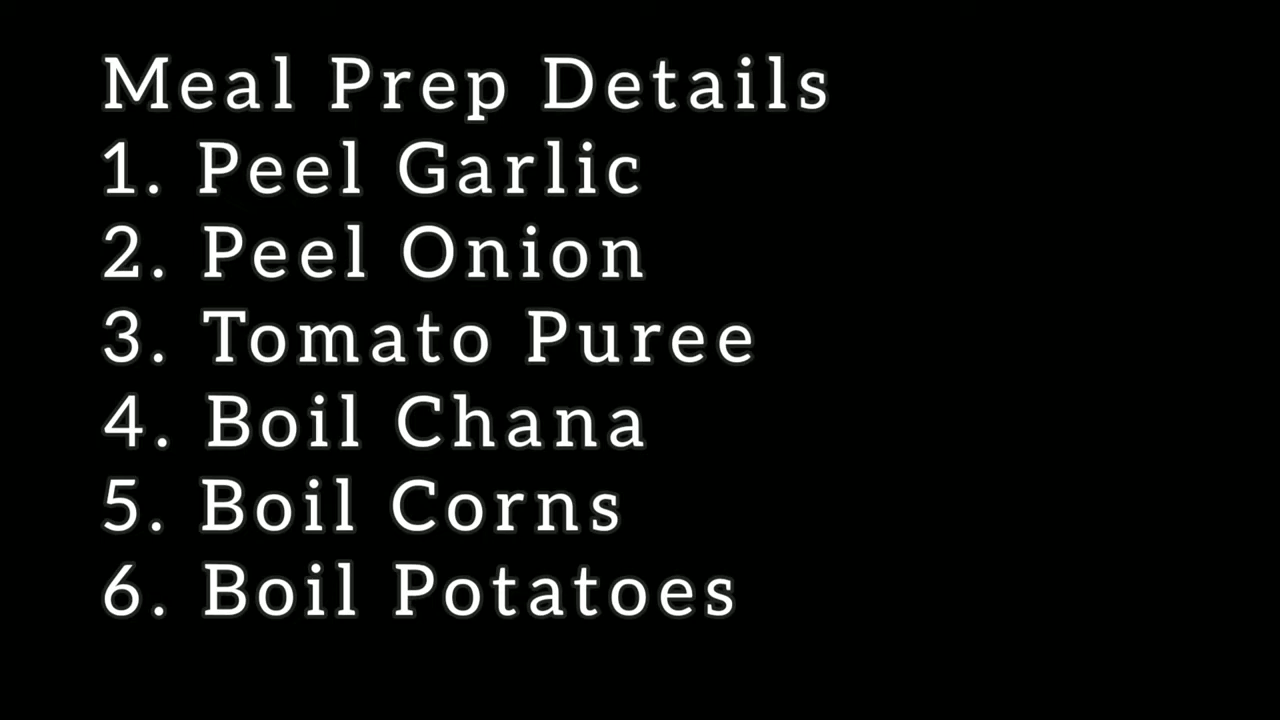 Meal Prep Details
1. Peel Garlic
2. Peel Onion
3. Tomato Puree
4. Boil Chana
5. Boil Corns
6. Boil Potatoes